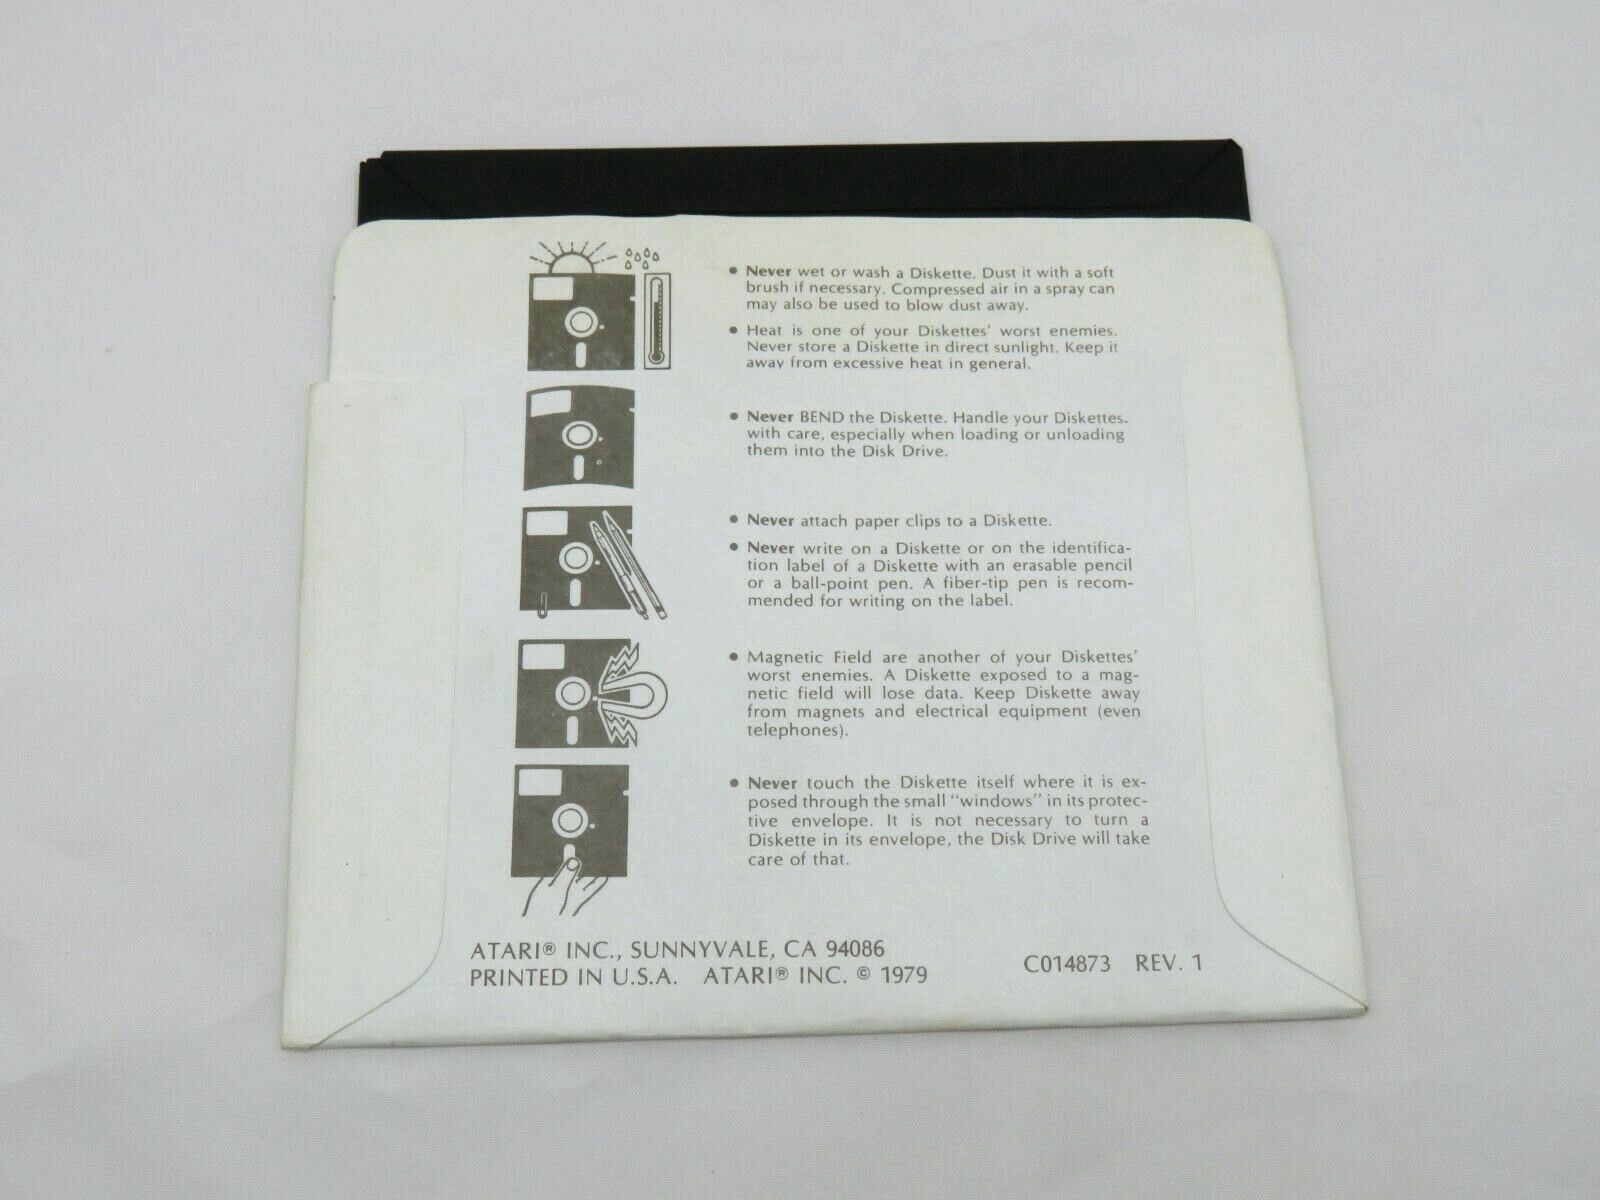 • Never wet or wash a Diskette. Dust it with a soft
brush if necessary. Compressed air in a spray can
may also be used to blow dust away.
• Heat is one of your Diskettes' worst enemies.
Never store a Diskette in direct sunlight. Keep it
away from excessive heat in general.
• Never BEND the Diskette. Handle your Diskettes.
with care, especially when loading or unloading
them into the Disk Drive.
• Never attach paper clips to a Diskette.
• Never write on a Diskette or on the identifica-
tion label of a Diskette with an erasable pencil
or a ball-point pen. A fiber-tip pen is recom-
mended for writing on the label.
• Magnetic Field are another of your Diskettes'
worst enemies. A Diskette exposed to a mag-
netic field will lose data. Keep Diskette away
from magnets and electrical equipment (even
telephones).
• Never touch the Diskette itself where it is ex-
posed through the small "windows" in its protec-
tive envelope. It is not necessary to turn a
Diskette in its envelope, the Disk Drive will take
care of that.
ATARI® INC., SUNNYVALE, CA 94086
PRINTED IN U.S.A. ATARI® INC. © 1979
C014873 REV. 1